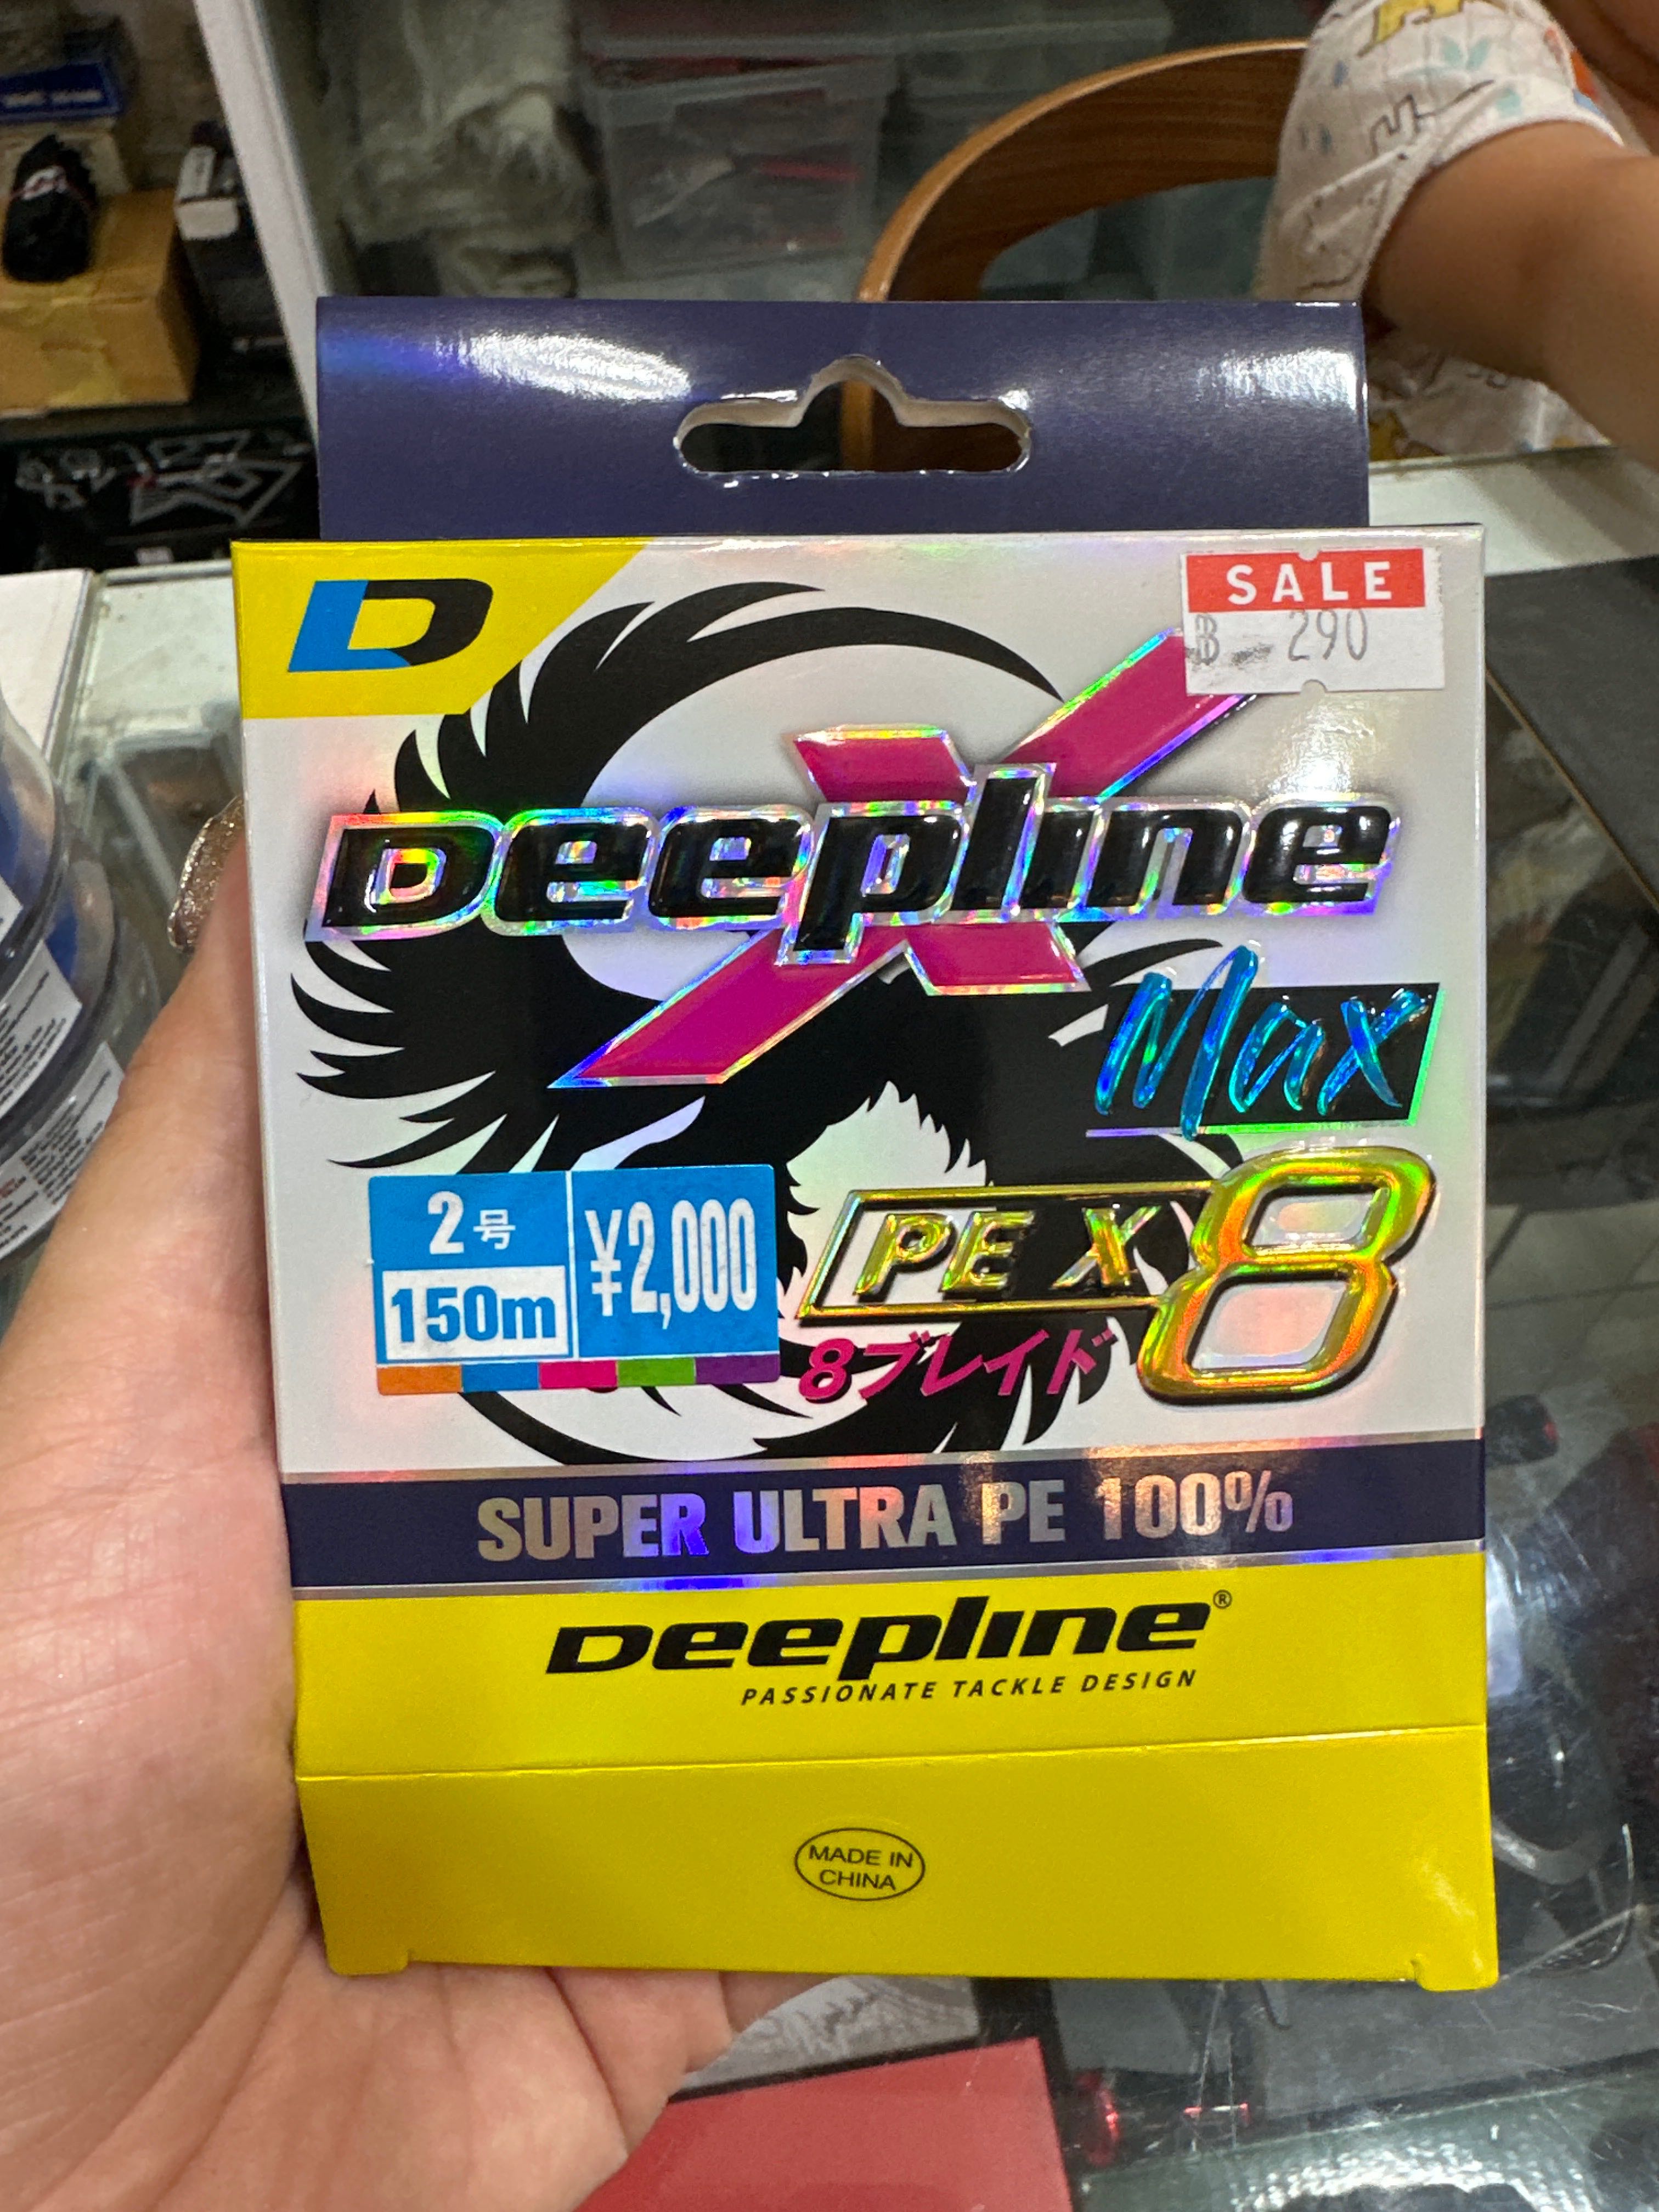 SALE
฿ 290
Deepline X
Max
2号
150m
¥2,000
PE X 8
8ブレイド
SUPER ULTRA PE 100%
Deepline®
PASSIONATE TACKLE DESIGN
MADE IN
CHINA